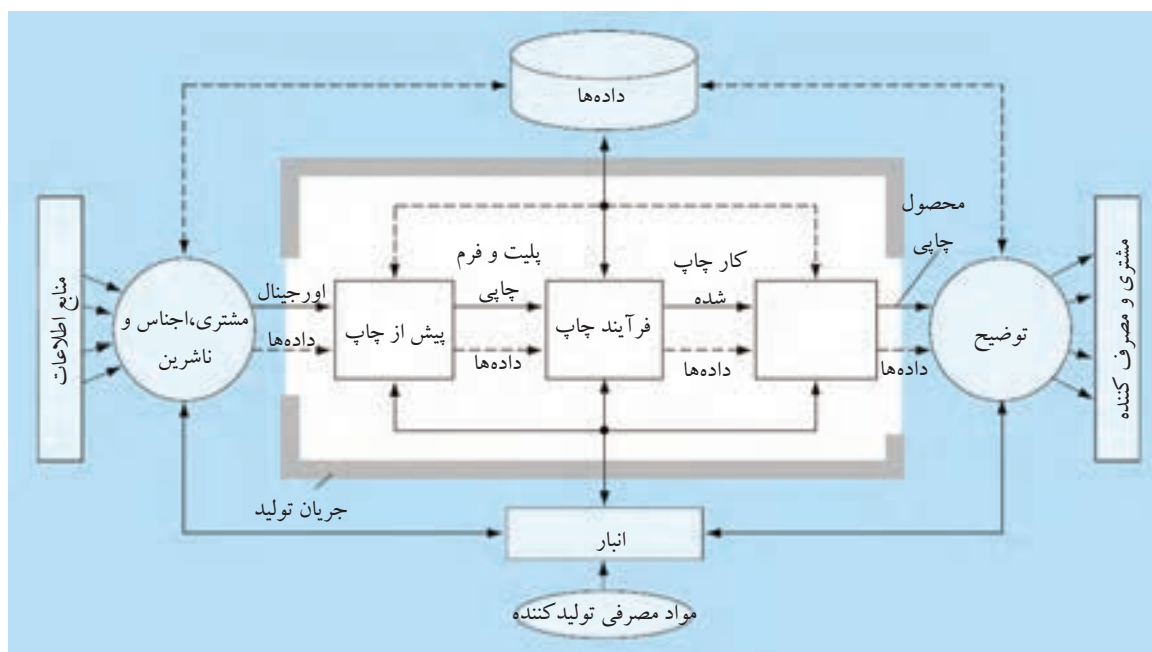 داده‌ها
محصول
چاپی
پلیت و فرم
چاپی
کار چاپ
شده
منابع اطلاعات
مشتری،اجناس و
ناشرین
اورجینال
داده‌ها
پیش از چاپ
داده‌ها
فرآیند چاپ
داده‌ها
داده‌ها
توضیح
مشتری و مصرف کننده
جریان تولید
انبار
مواد مصرفی تولیدکننده